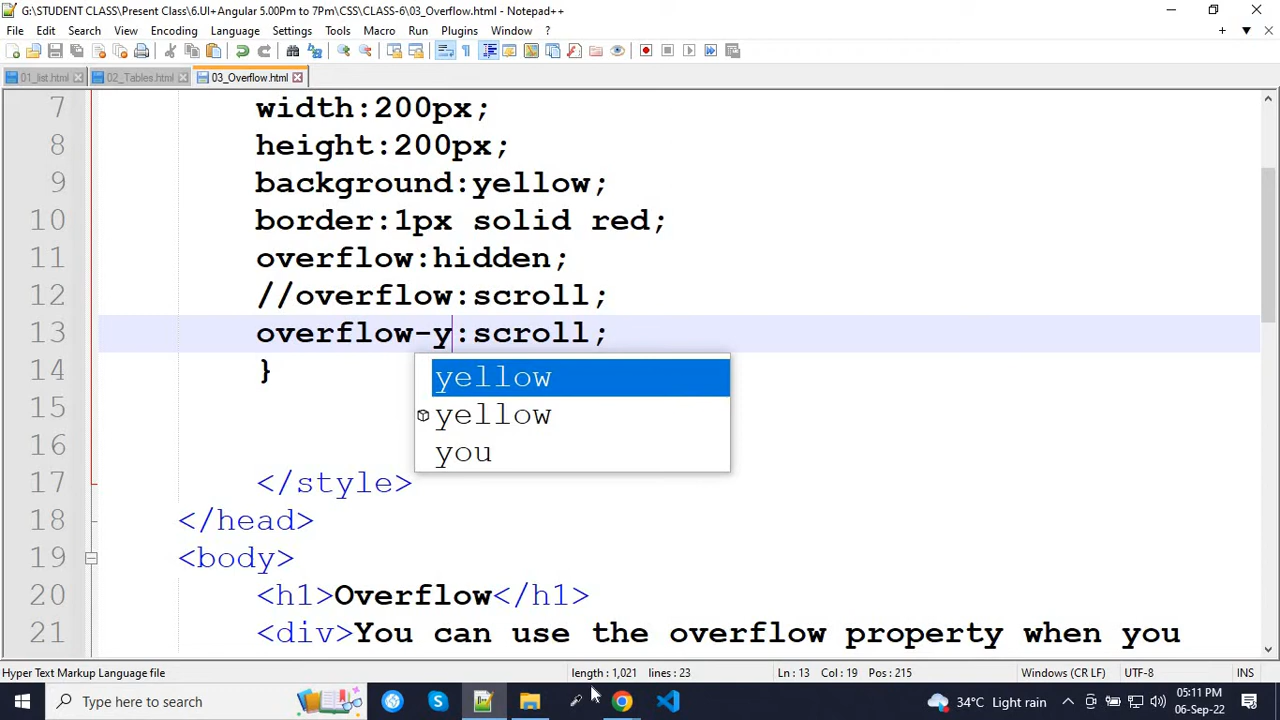 G:\STUDENT CLASS\Present Class\6.UI+Angular 5.00Pm to 7Pm\CSS\CLASS-6\03_Overflow.html - Notepad++
File Edit Search View Encoding Language Settings Tools Macro Run Plugins Window ?
01_list.html 02_Tables.html 03_Overflow.html
7 width:200px;
8 height:200px;
9 background:yellow;
10 border:1px solid red;
11 overflow:hidden;
12 //overflow:scroll;
13 overflow-y:scroll;
14 }
yellow
yellow
you
15
16
17 </style>
18 </head>
19 <body>
20 <h1>Overflow</h1>
21 <div>You can use the overflow property when you
Hyper Text Markup Language file length : 1,021 lines : 23 Ln : 13 Col : 19 Pos : 215 Windows (CR LF) UTF-8 INS
Type here to search 34°C Light rain 05:11 PM
06-Sep-22